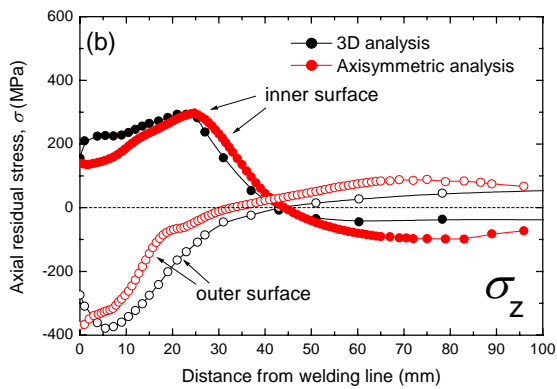 (b)
3D analysis
Axisymmetric analysis
inner surface
outer surface
σz
Axial residual stress, σ (MPa)
600
400
200
0
-200
-400
0 10 20 30 40 50 60 70 80 90 100
Distance from welding line (mm)